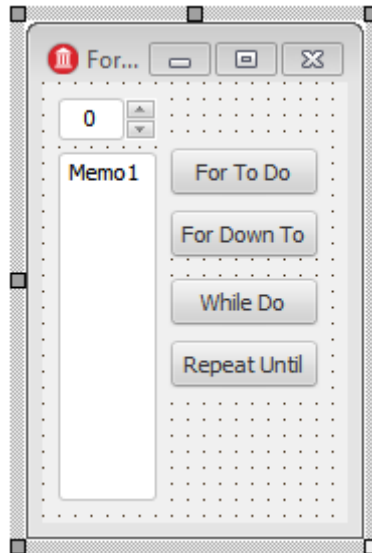 For...
0
Memo1
For To Do
For Down To
While Do
Repeat Until